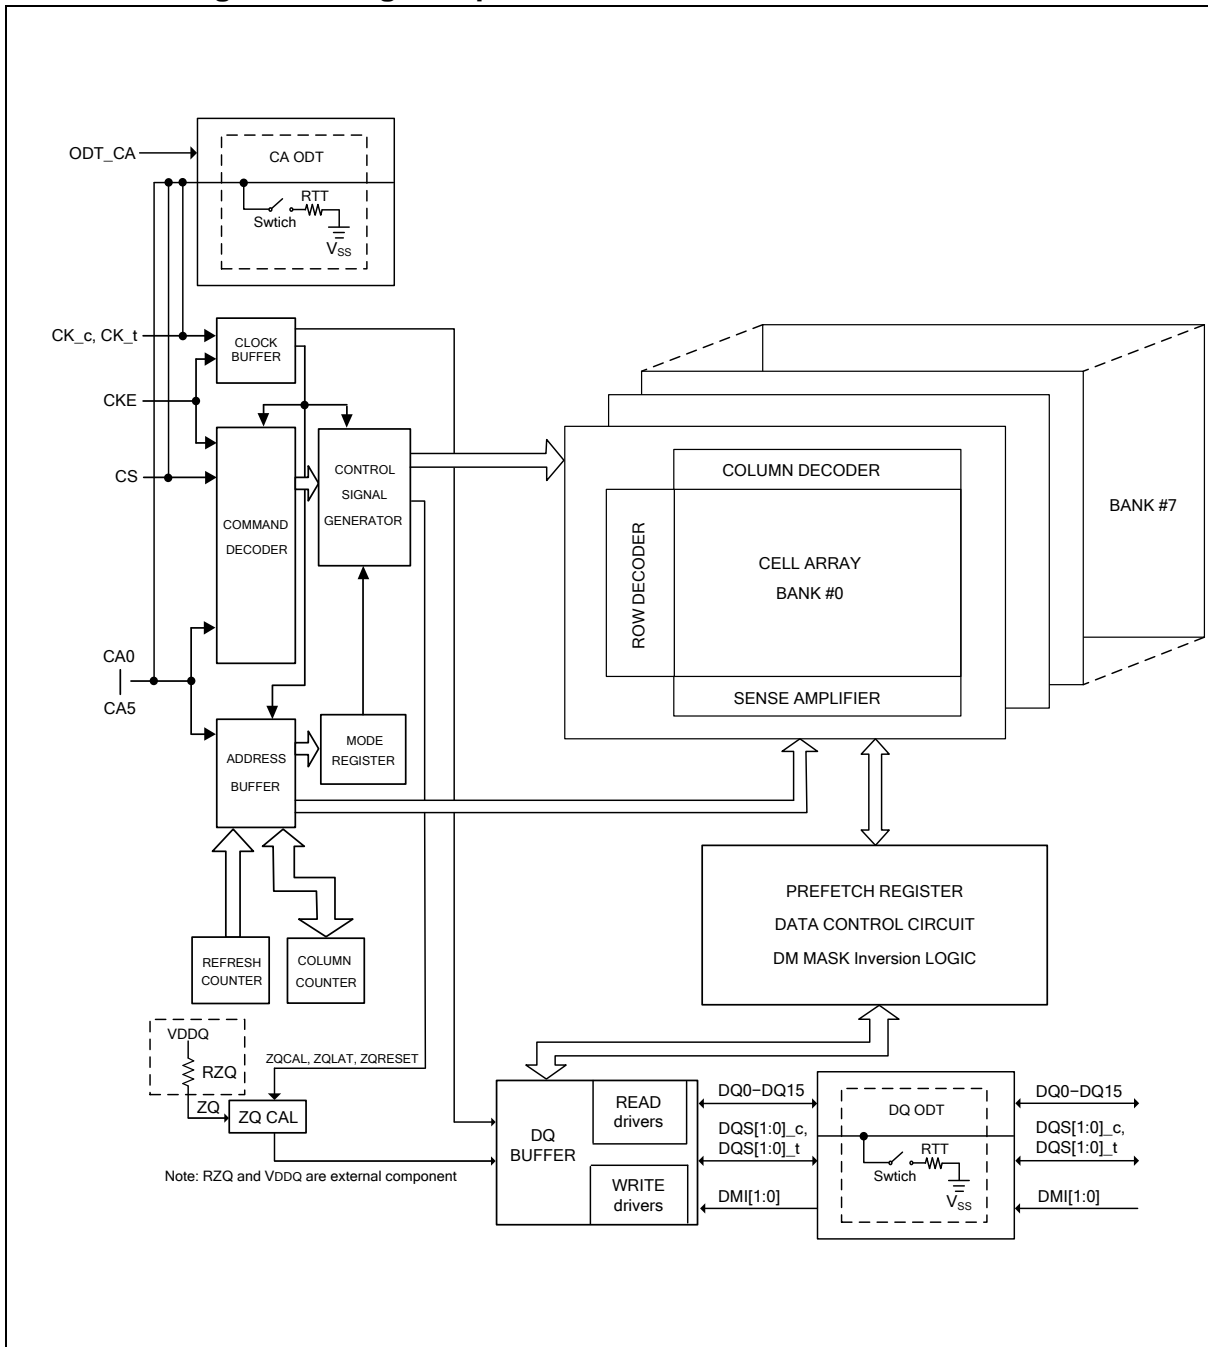 ODT_CA
CA ODT
RTT
Swtich
VSS
CK_c, CK_t
CLOCK
BUFFER
CKE
CS
COMMAND
DECODER
CONTROL
SIGNAL
GENERATOR
COLUMN DECODER
ROW DECODER
CELL ARRAY
BANK #0
SENSE AMPLIFIER
BANK #7
CA0
CA5
ADDRESS
BUFFER
MODE
REGISTER
REFRESH
COUNTER
COLUMN
COUNTER
PREFETCH REGISTER
DATA CONTROL CIRCUIT
DM MASK Inversion LOGIC
VDDQ
RZQ
ZQ
ZQ CAL
ZQCAL, ZQLAT, ZQRESET
Note: RZQ and VDDQ are external component
DQ
BUFFER
READ
drivers
WRITE
drivers
DQ0−DQ15
DQS[1:0]_c,
DQS[1:0]_t
DMI[1:0]
DQ ODT
RTT
Swtich
VSS
DQ0−DQ15
DQS[1:0]_c,
DQS[1:0]_t
DMI[1:0]